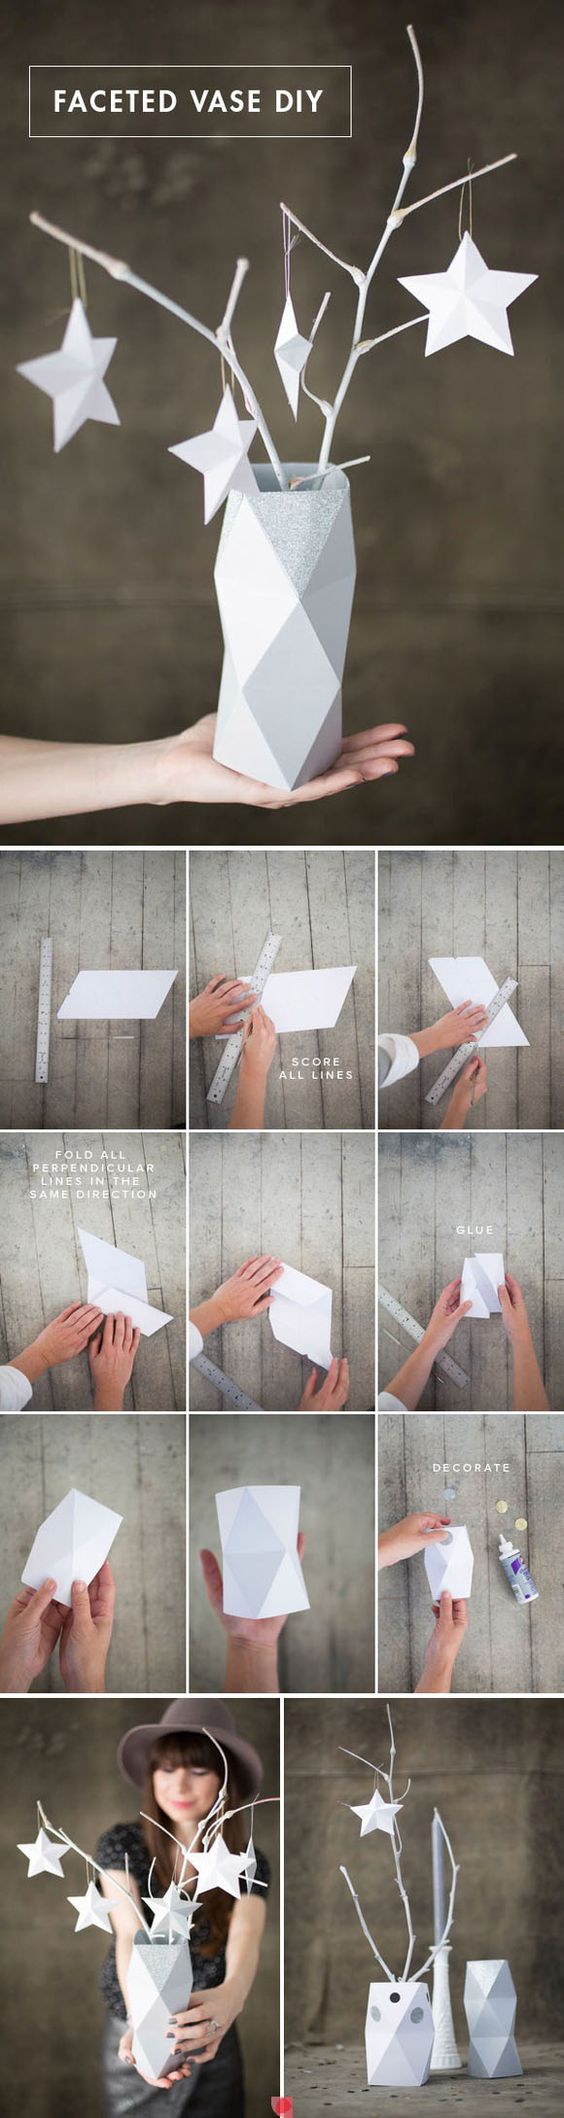 FACETED VASE DIY
SCORE
ALL LINES
FOLD ALL
PERPENDICULAR
LINES IN THE
SAME DIRECTION
GLUE
DECORATE